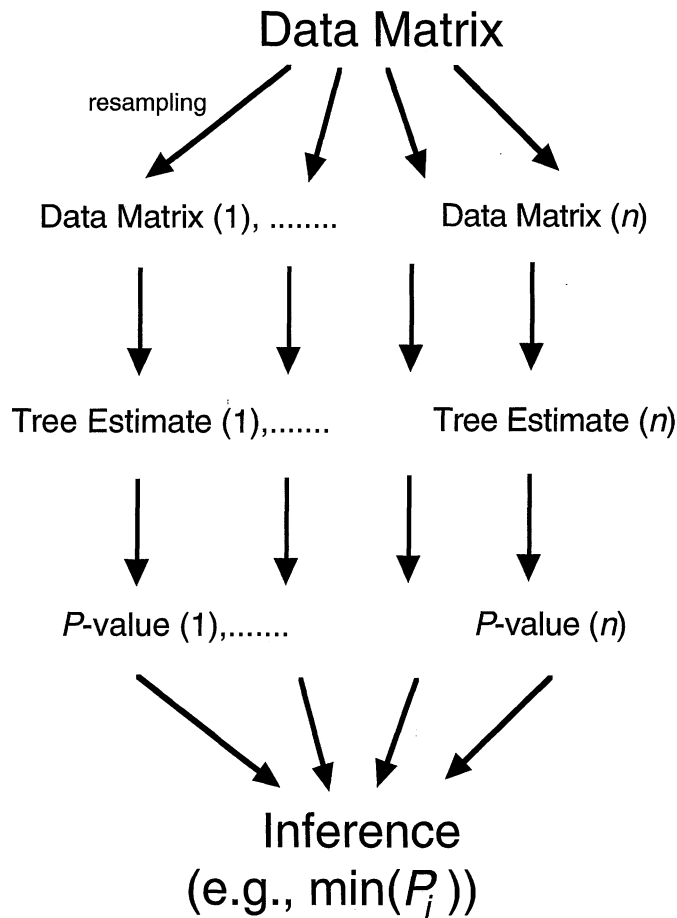 Data Matrix
resampling
Data Matrix (1), ........
Data Matrix (n)
Tree Estimate (1),.......
Tree Estimate (n)
P-value (1),.......
P-value (n)
Inference
(e.g., min(Pj))